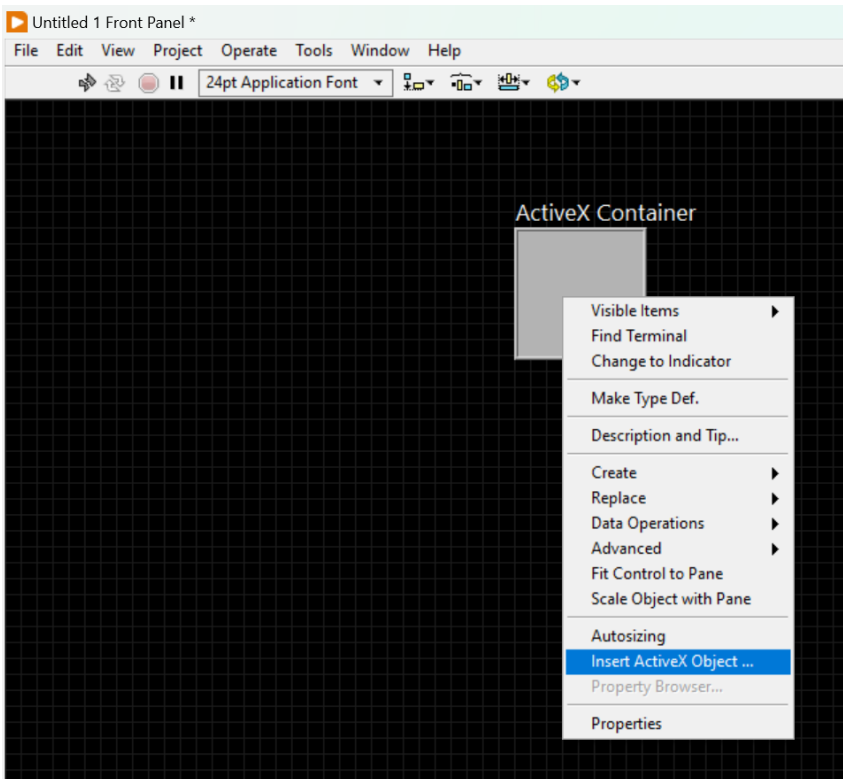 Untitled 1 Front Panel *
File Edit View Project Operate Tools Window Help
24pt Application Font
ActiveX Container
Visible Items
Find Terminal
Change to Indicator
Make Type Def.
Description and Tip...
Create
Replace
Data Operations
Advanced
Fit Control to Pane
Scale Object with Pane
Autosizing
Insert ActiveX Object ...
Property Browser...
Properties